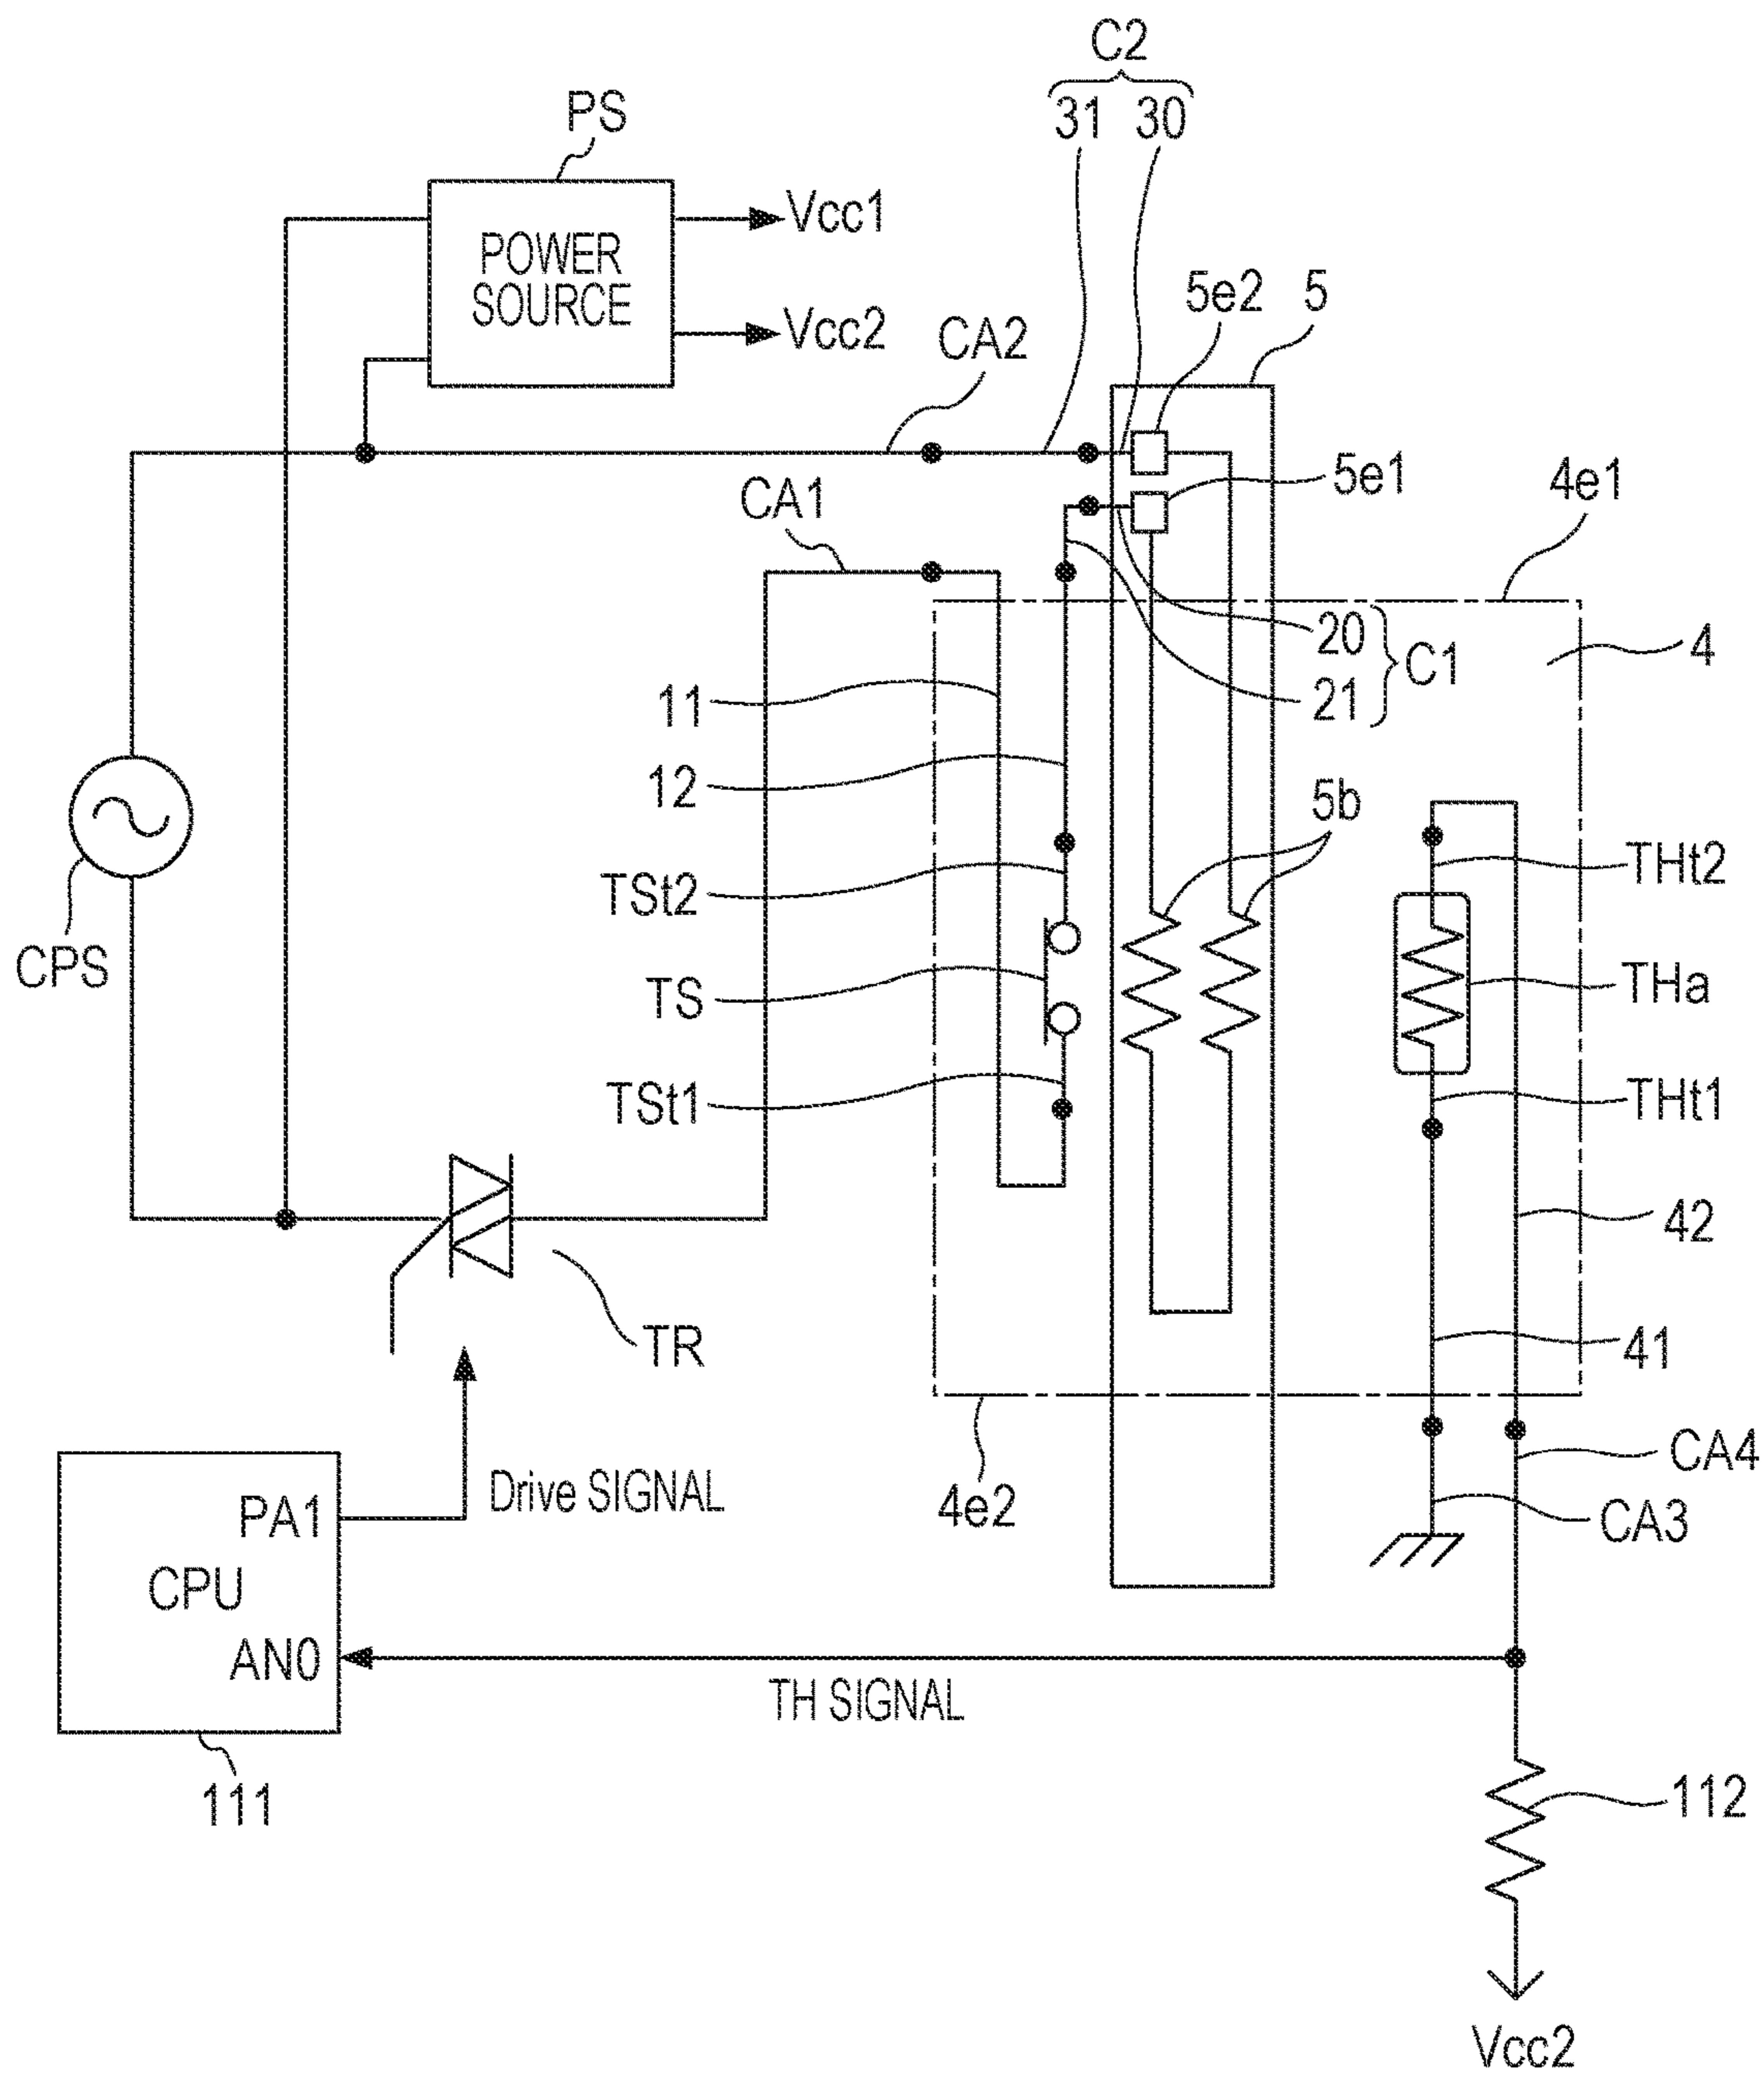 C2
31 30
PS
POWER
SOURCE
Vcc1
Vcc2
5e2
5
CA2
5e1
4e1
CA1
20
21
C1
4
11
12
5b
TSt2
THt2
CPS
TS
THa
TSt1
THt1
42
TR
41
4e2
CA4
CA3
PA1
CPU
AN0
Drive SIGNAL
TH SIGNAL
111
112
Vcc2